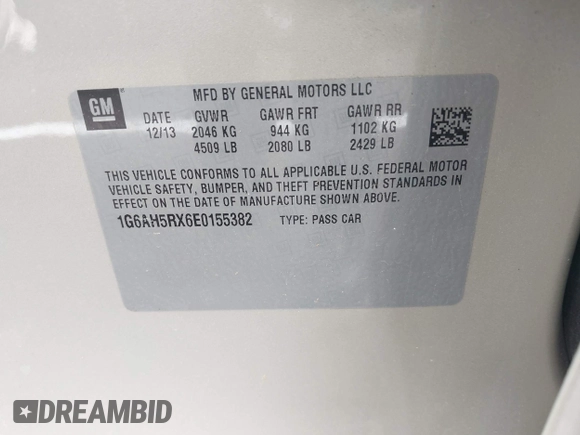 MFD BY GENERAL MOTORS LLC
GM
DATE GVWR GAWR FRT GAWR RR
12/13 2046 KG 944 KG 1102 KG
4509 LB 2080 LB 2429 LB
THIS VEHICLE CONFORMS TO ALL APPLICABLE U.S. FEDERAL MOTOR
VEHICLE SAFETY, BUMPER, AND THEFT PREVENTION STANDARDS IN
EFFECT ON THE DATE OF MANUFACTURE SHOWN ABOVE.
1G6AH5RX6E0155382 TYPE: PASS CAR
DREAMBID